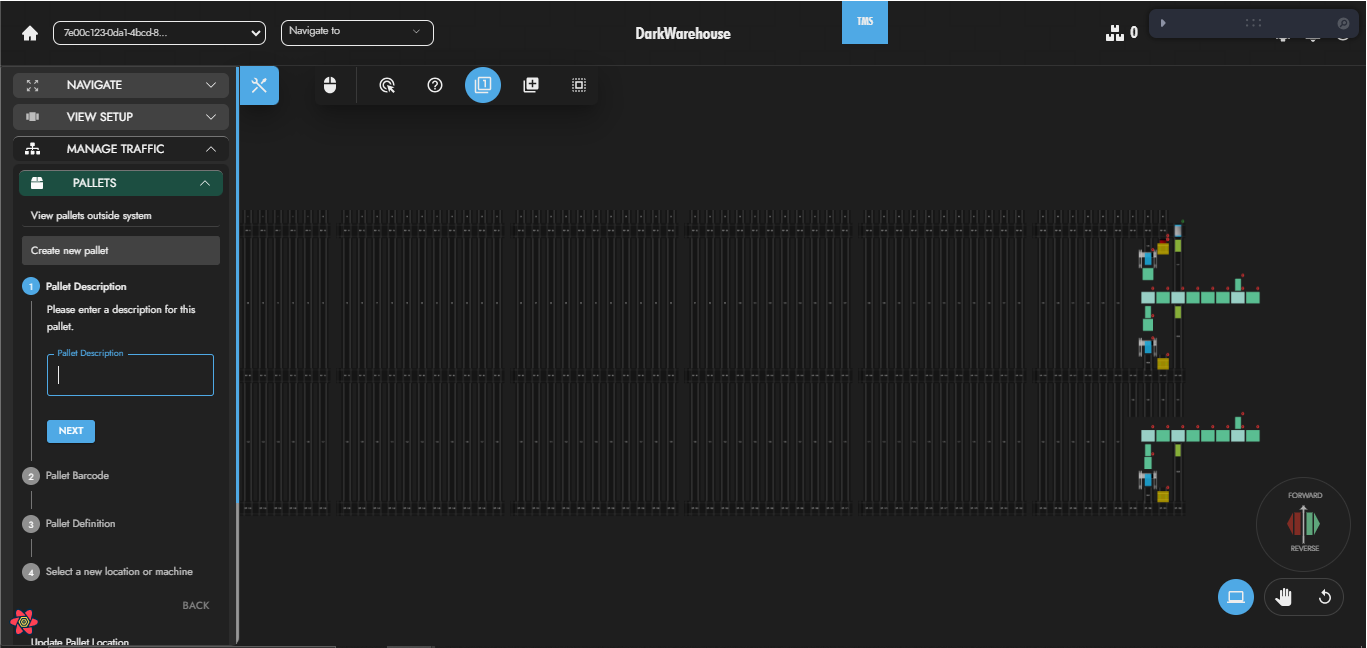 7e00c123-0da1-4bcd-8...
Navigate to
DarkWarehouse
TMS
0
NAVIGATE
VIEW SETUP
MANAGE TRAFFIC
PALLETS
View pallets outside system
Create new pallet
1 Pallet Description
Please enter a description for this
pallet.
Pallet Description
NEXT
2 Pallet Barcode
3 Pallet Definition
4 Select a new location or machine
BACK
Update Pallet Location
1
FORWARD
REVERSE